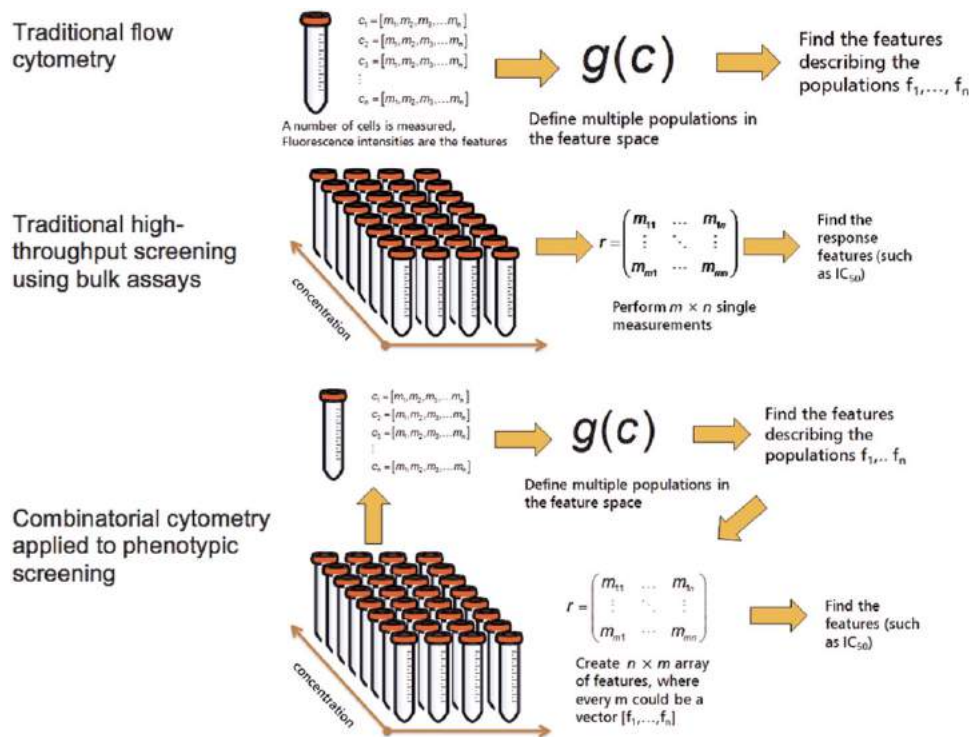 Traditional flow
cytometry
c₁ = [m₁, m₂, m₃, ...mₙ]
c₂ = [m₁, m₂, m₃, ...mₙ]
c₃ = [m₁, m₂, m₃, ...mₙ]
⋮
cₙ = [m₁, m₂, m₃, ...mₙ]
A number of cells is measured,
Fluorescence intensities are the features
g(c)
Define multiple populations in
the feature space
Find the features
describing the
populations f₁,..., fₙ
Traditional high-
throughput screening
using bulk assays
concentration
r = (m₁₁ ... m₁ₙ
⋮ ⋱ ⋮
mₘ₁ ... mₘₙ)
Perform m × n single
measurements
Find the
response
features (such
as IC₅₀)
Combinatorial cytometry
applied to phenotypic
screening
c₁ = [m₁, m₂, m₃, ...mₙ]
c₂ = [m₁, m₂, m₃, ...mₙ]
c₃ = [m₁, m₂, m₃, ...mₙ]
⋮
cₙ = [m₁, m₂, m₃, ...mₙ]
g(c)
Define multiple populations in
the feature space
Find the features
describing the
populations f₁,.. fₙ
concentration
r = (m₁₁ ... m₁ₙ
⋮ ⋱ ⋮
mₘ₁ ... mₘₙ)
Create n × m array
of features, where
every m could be a
vector [f₁,...,fₙ]
Find the
features (such
as IC₅₀)